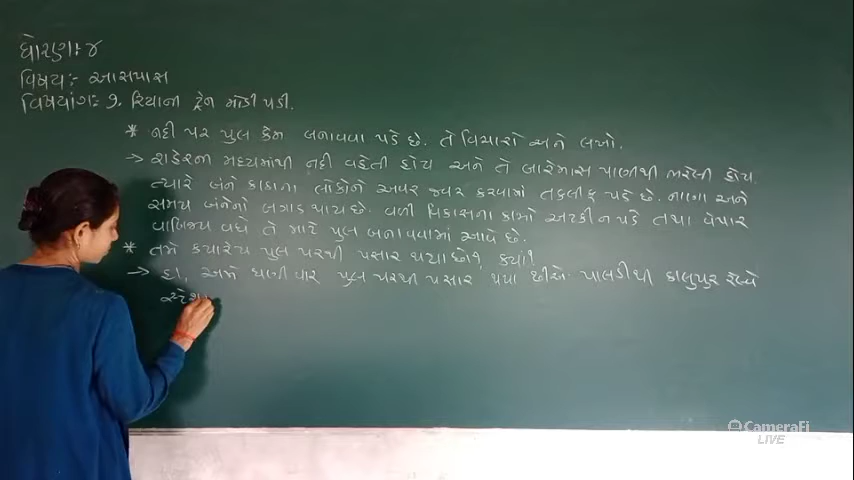 ધોરણ: ૪
વિષય:- આસપાસ
વિષયાંગ: ૭. રિયાની ટ્રેન મોડી પડી.
* નદી પર પુલ કેમ બનાવવા પડે છે. તે વિચારો અને લખો.
→ શહેરના મધ્યમાંથી નદી વહેતી હોય અને તે બારેમાસ પાણીથી ભરેલી હોય
ત્યારે બંને કાંઠાના લોકોને અવર જવર કરવામાં તકલીફ પડે છે. નાણા અને
સમય બંનેનો બગાડ થાય છે. વળી વિકાસના કામો અટકી ન પડે તથા વેપાર
વાણિજ્ય વધે તે માટે પુલ બનાવવામાં આવે છે.
* તમે ક્યારેય પુલ પરથી પસાર થયા છો? ક્યાં?
→ હા, અમે ઘણી વાર પુલ પરથી પસાર થયા છીએ. પાલડીથી કાલુપુર રેલ્વે
CameraFi
LIVE